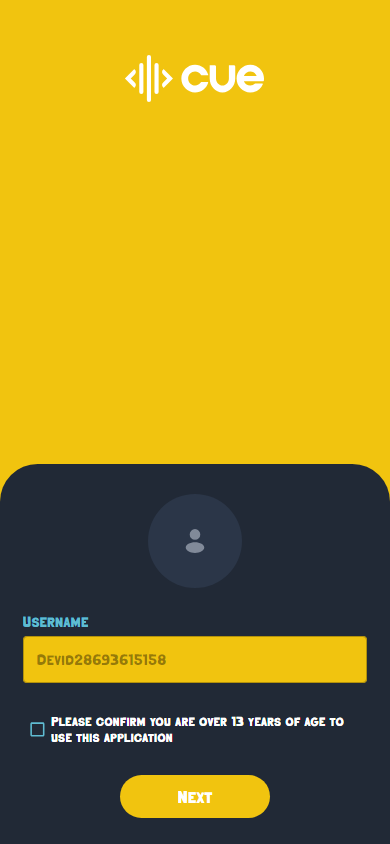 cue
Username
Devid28693615158
Please confirm you are over 13 years of age to
use this application
Next